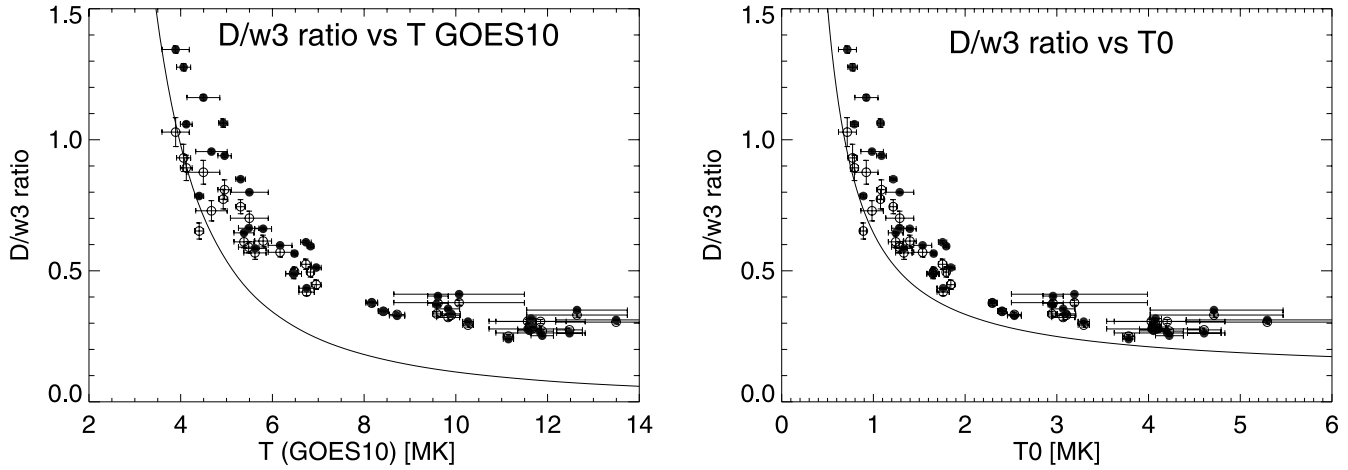 D/w3 ratio vs T GOES10
D/w3 ratio
1.5
1.0
0.5
0.0
2 4 6 8 10 12 14
T (GOES10) [MK]
D/w3 ratio vs T0
D/w3 ratio
1.5
1.0
0.5
0.0
0 1 2 3 4 5 6
T0 [MK]